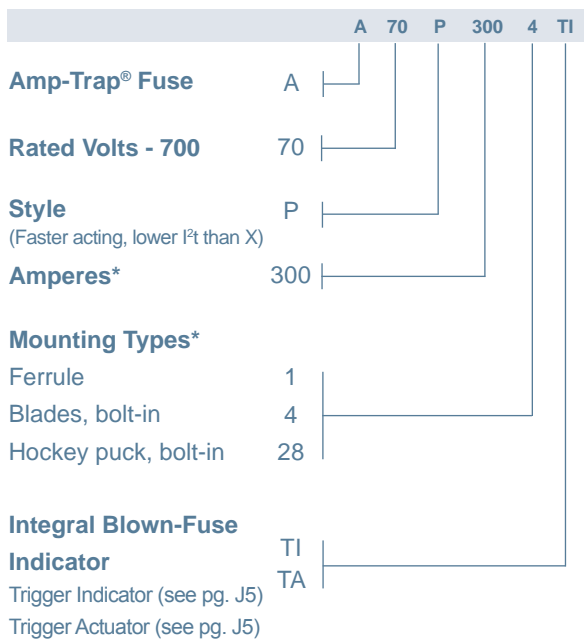 A 70 P 300 4 TI
Amp-Trap® Fuse A
Rated Volts - 700 70
Style P
(Faster acting, lower I²t than X)
Amperes* 300
Mounting Types*
Ferrule 1
Blades, bolt-in 4
Hockey puck, bolt-in 28
Integral Blown-Fuse
Indicator TI
TA
Trigger Indicator (see pg. J5)
Trigger Actuator (see pg. J5)